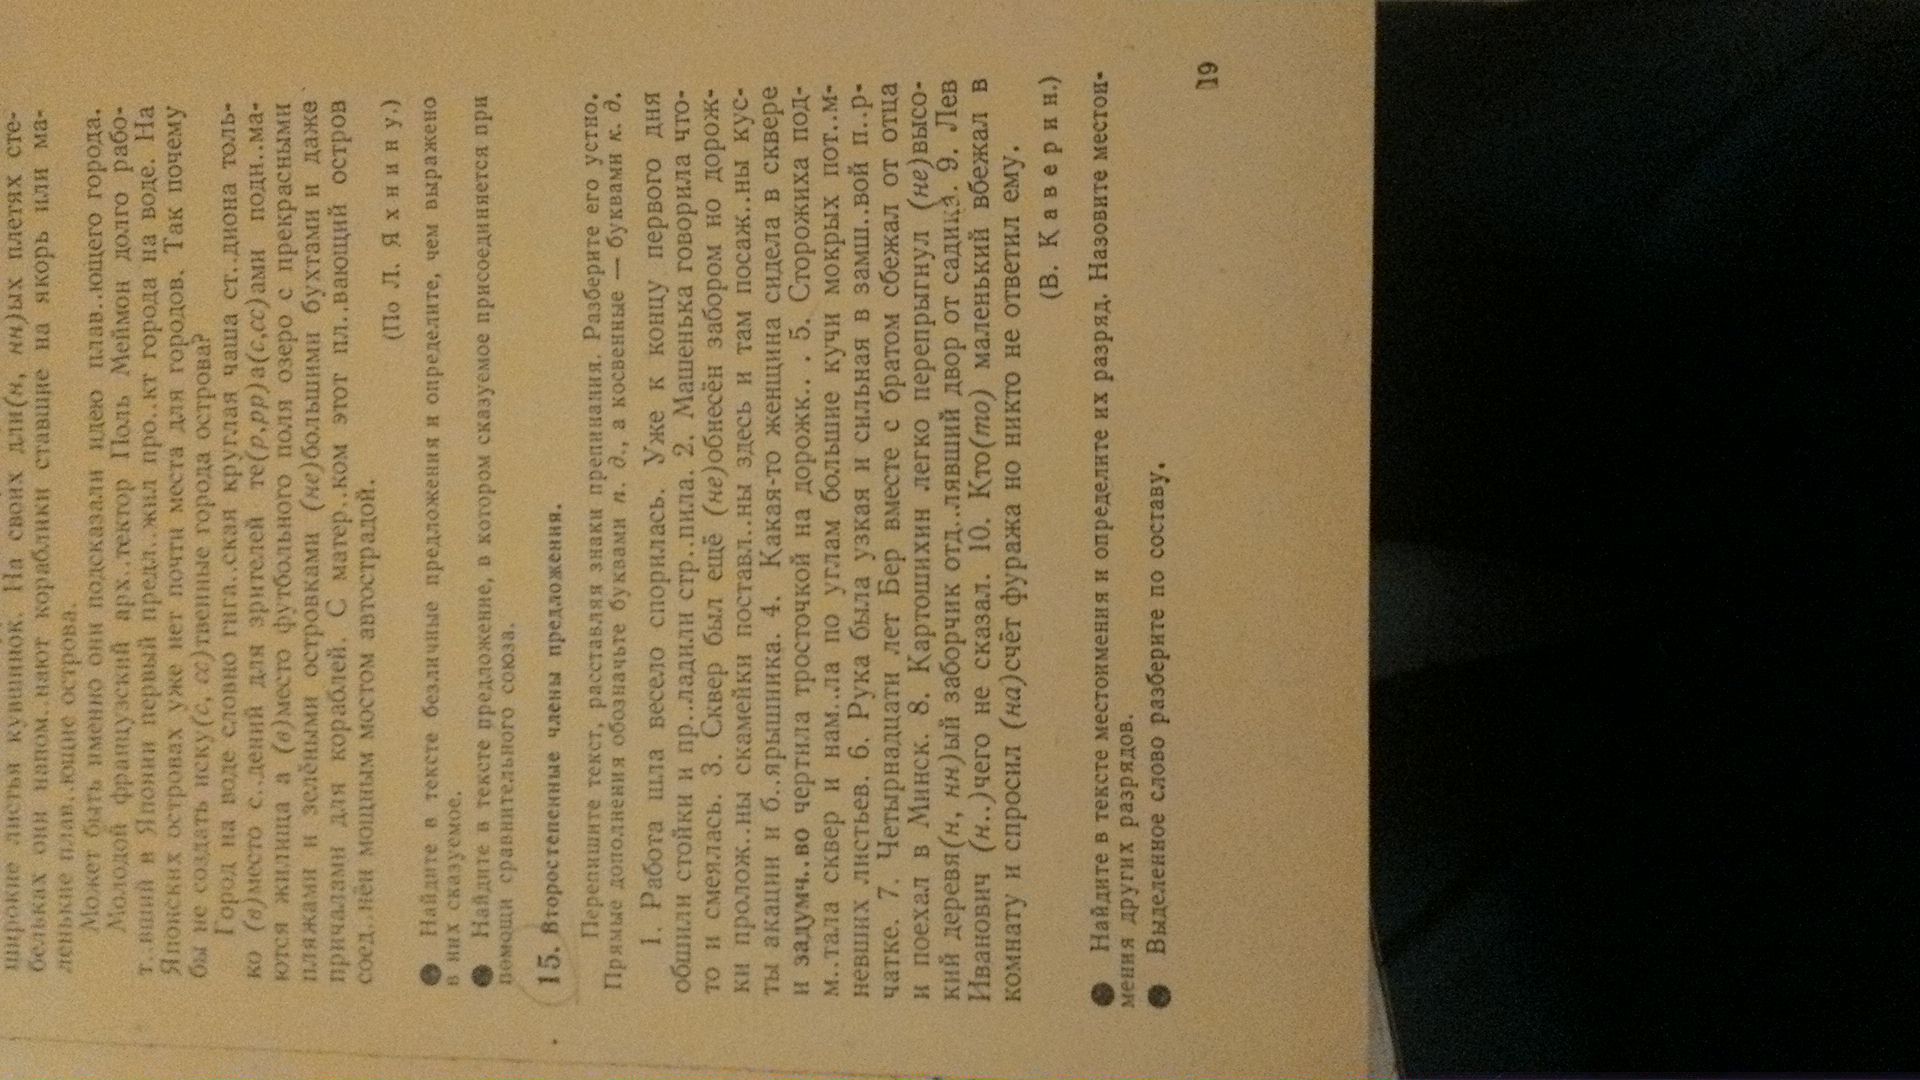 широкие листья кувшинок. На своих дли(н, нн)ых плетях сте-
бельках они напом..нают кораблики ставшие на якорь или ма-
ленькие плав..ющие острова.
Может быть именно они подсказали идею плав..ющего города.
Молодой французский арх..тектор Поль Меймон долго рабо-
т..вший в Японии первый предл..жил про..кт города на воде. На
Японских островах уже нет почти места для городов. Так почему
бы не создать иску(с, сс)твенные города острова?
Город на воде словно гига..ская круглая чаша ст..диона толь-
ко (в)место с..дений для зрителей те(р,рр)а(с,сс)ами подн..ма-
ются жилища а (в)место футбольного поля озеро с прекрасными
пляжами и зелёными островками (не)большими бухтами и даже
причалами для кораблей. С матер..ком этот пл..вающий остров
соед..нён мощным мостом автострадой.
(По Л. Яхнину.)
● Найдите в тексте безличные предложения и определите, чем выражено
в них сказуемое.
● Найдите в тексте предложение, в котором сказуемое присоединяется при
помощи сравнительного союза.
15. Второстепенные члены предложения.
Перепишите текст, расставляя знаки препинания. Разберите его устно.
Прямые дополнения обозначьте буквами п. д., а косвенные — буквами к. д.
1. Работа шла весело спорилась. Уже к концу первого дня
обшили стойки и пр..ладили стр..пила. 2. Машенька говорила что-
то и смеялась. 3. Сквер был ещё (не)обнесён забором но дорож-
ки пролож..ны скамейки поставл..ны здесь и там посаж..ны кус-
ты акации и б..ярышника. 4. Какая-то женщина сидела в сквере
и задумч..во чертила тросточкой на дорожк.. . 5. Сторожиха под-
м..тала сквер и нам..ла по углам большие кучи мокрых пот..м-
невших листьев. 6. Рука была узкая и сильная в замш..вой п..р-
чатке. 7. Четырнадцати лет Бер вместе с братом сбежал от отца
и поехал в Минск. 8. Картошихин легко перепрыгнул (не)высо-
кий деревя(н, нн)ый заборчик отд..лявший двор от садика. 9. Лев
Иванович (н..)чего не сказал. 10. Кто(то) маленький вбежал в
комнату и спросил (на)счёт фуража но никто не ответил ему.
(В. Каверин.)
● Найдите в тексте местоимения и определите их разряд. Назовите местои-
мения других разрядов.
● Выделенное слово разберите по составу.
19